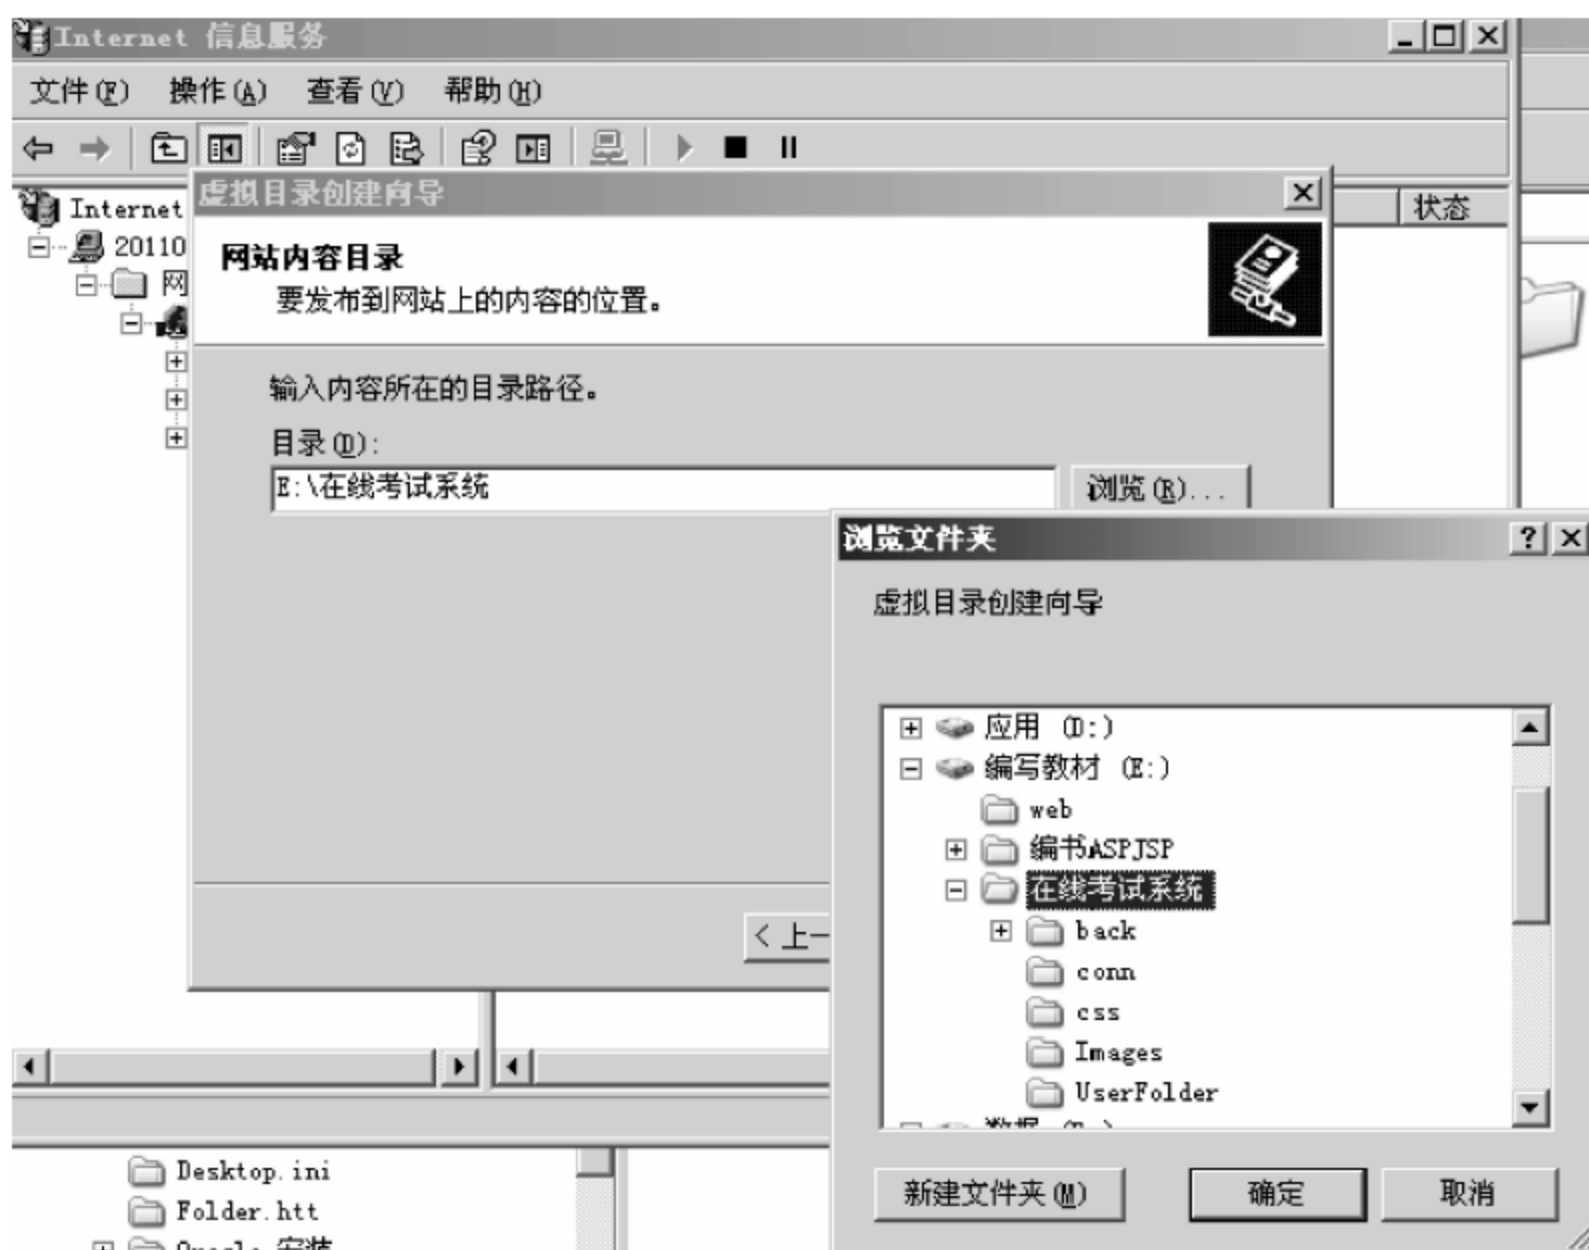 Internet 信息服务
文件(F) 操作(A) 查看(V) 帮助(H)
Internet
20110
网
状态
虚拟目录创建向导
网站内容目录
要发布到网站上的内容的位置。
输入内容所在的目录路径。
目录(D):
E:\在线考试系统
浏览(R)...
< 上一
浏览文件夹
虚拟目录创建向导
应用 (D:)
编写教材 (E:)
web
编书ASPJSP
在线考试系统
back
conn
css
Images
UserFolder
新建文件夹(M)
确定
取消
Desktop.ini
Folder.htt